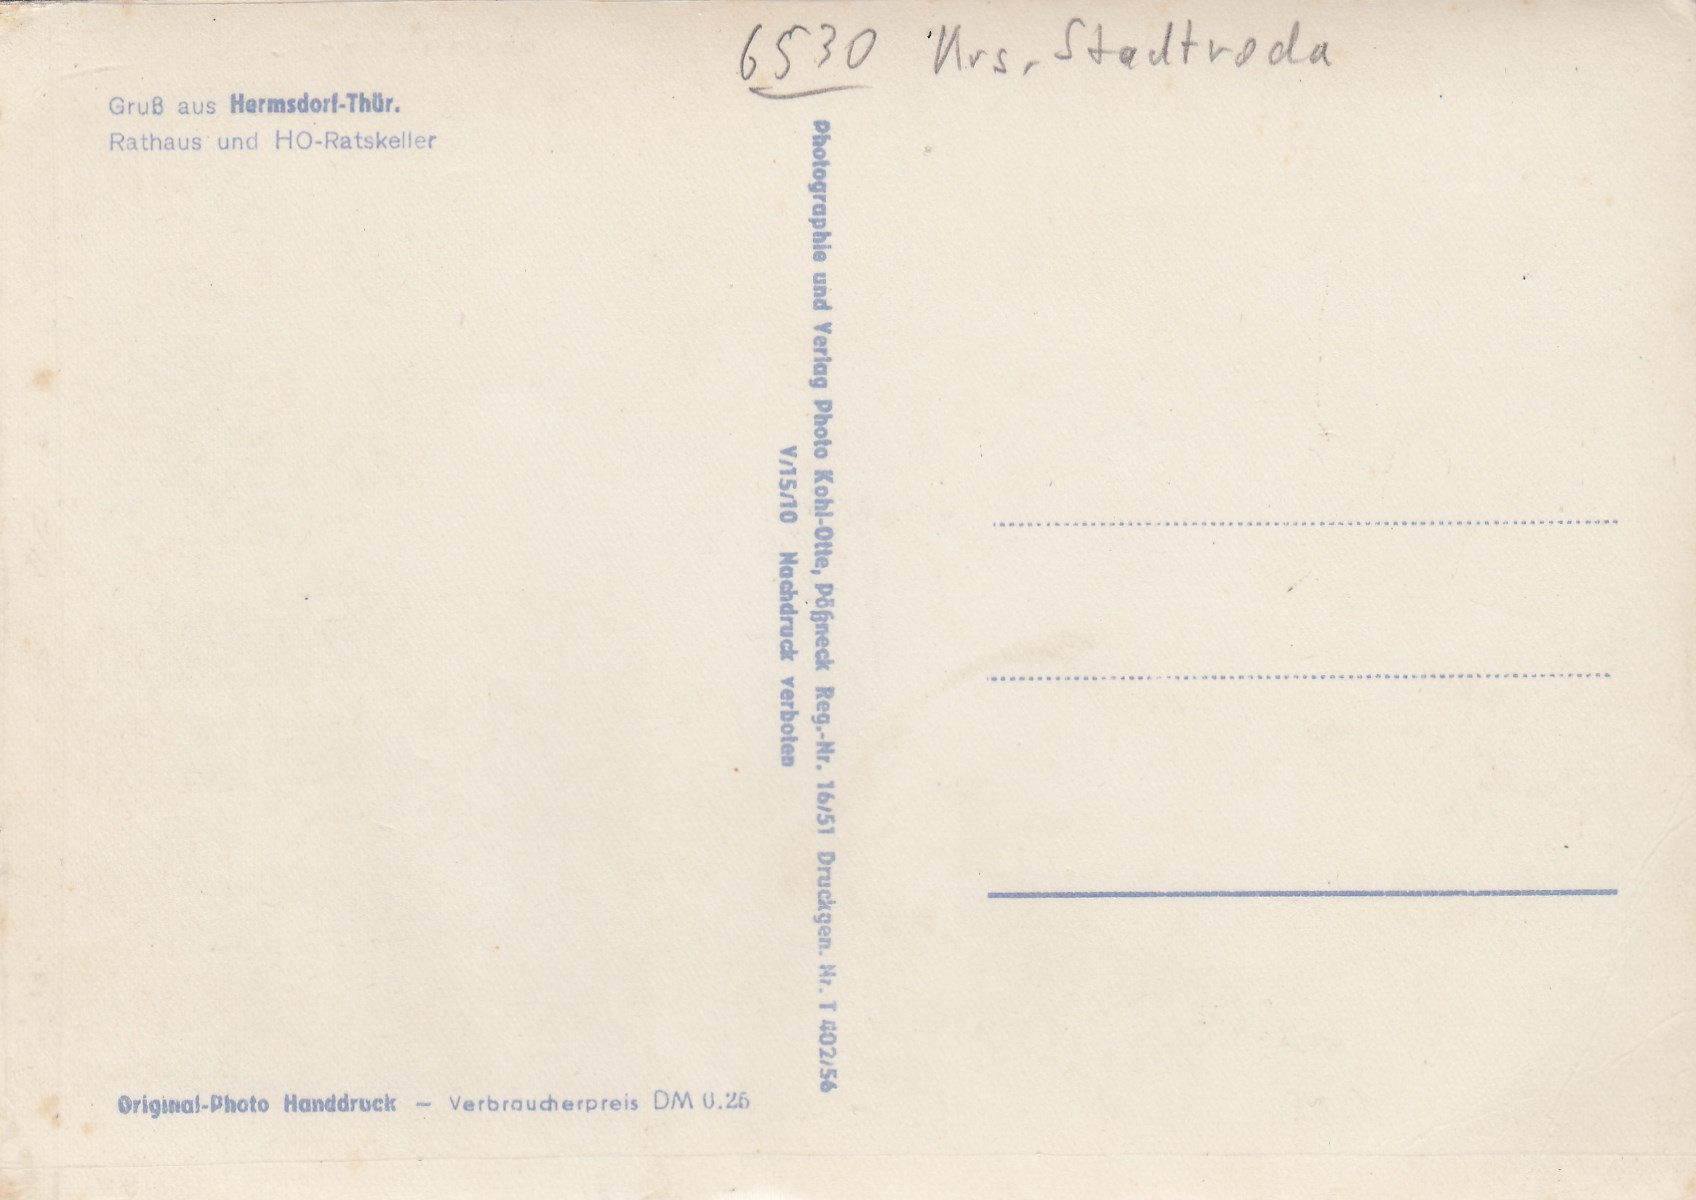 6530 Krs. Stadtroda
Gruß aus Hermsdorf-Thür.
Rathaus und HO-Ratskeller
Photographie und Verlag Photo Kohl-Otte, Pößneck Reg.-Nr. 16/51 Druckgen. Nr. T 402/56
V/15/10 Nachdruck verboten
Original-Photo Handdruck — Verbraucherpreis DM 0.25